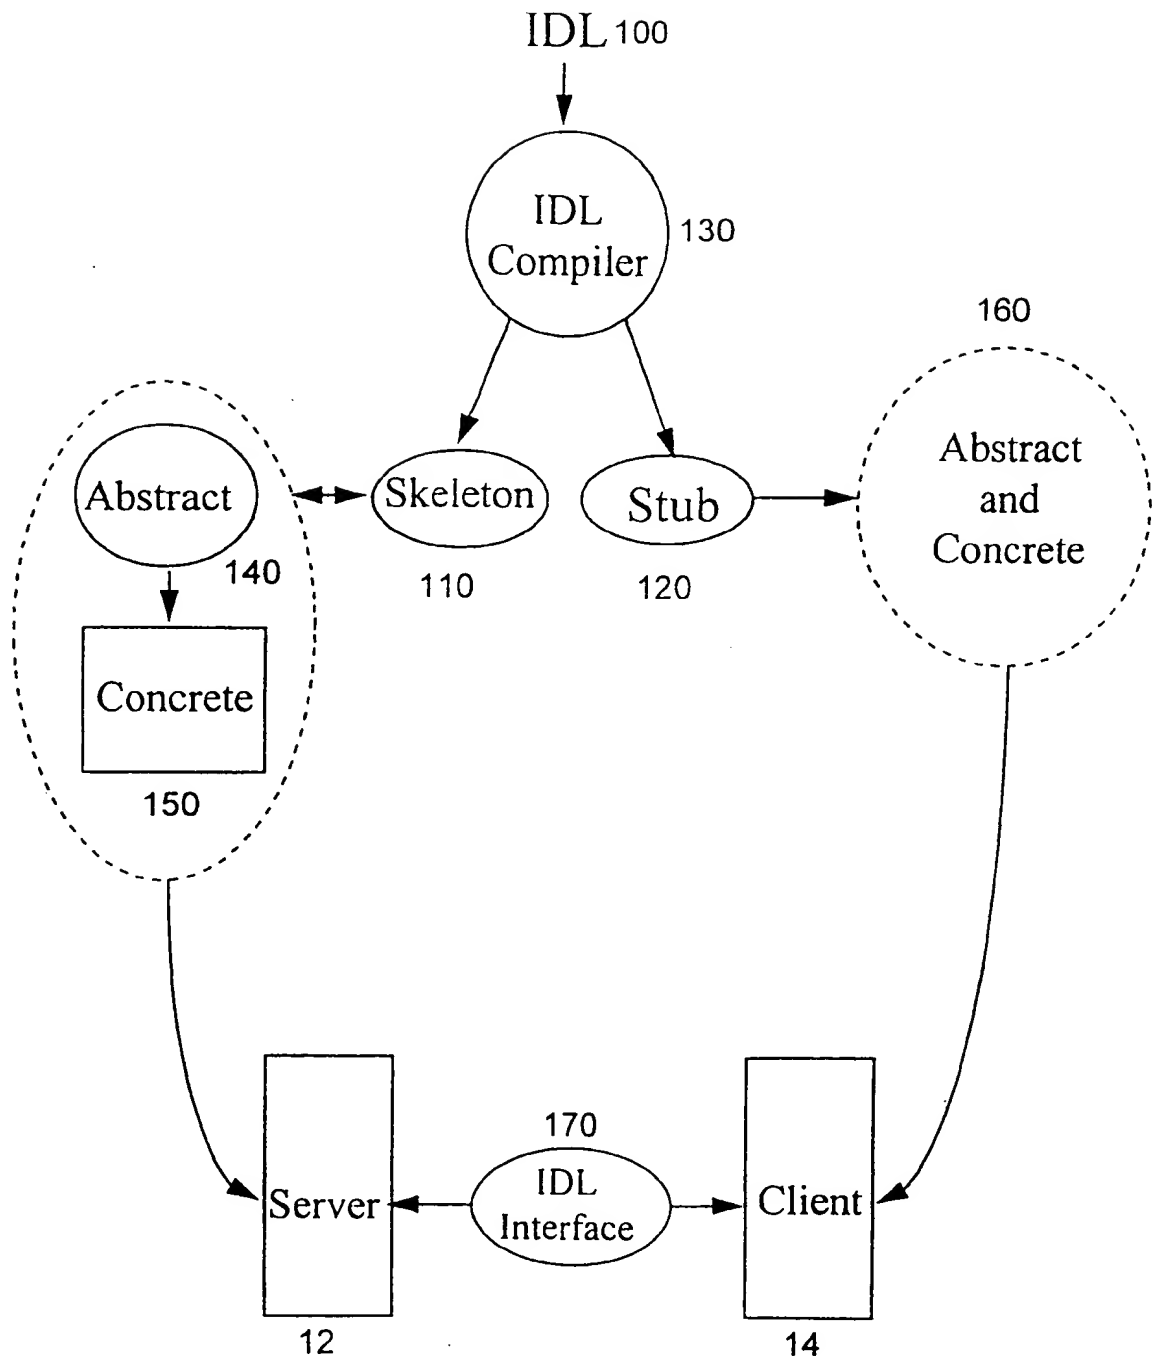 IDL 100
IDL
Compiler
130
160
Abstract
140
Concrete
150
Skeleton
110
Stub
120
Abstract
and
Concrete
170
IDL
Interface
Server
12
Client
14